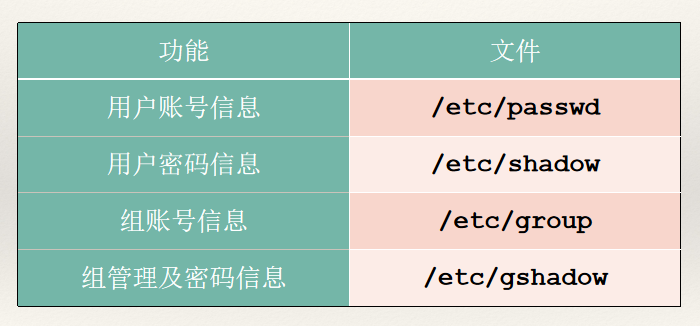 功能 文件
用户账号信息 /etc/passwd
用户密码信息 /etc/shadow
组账号信息 /etc/group
组管理及密码信息 /etc/gshadow